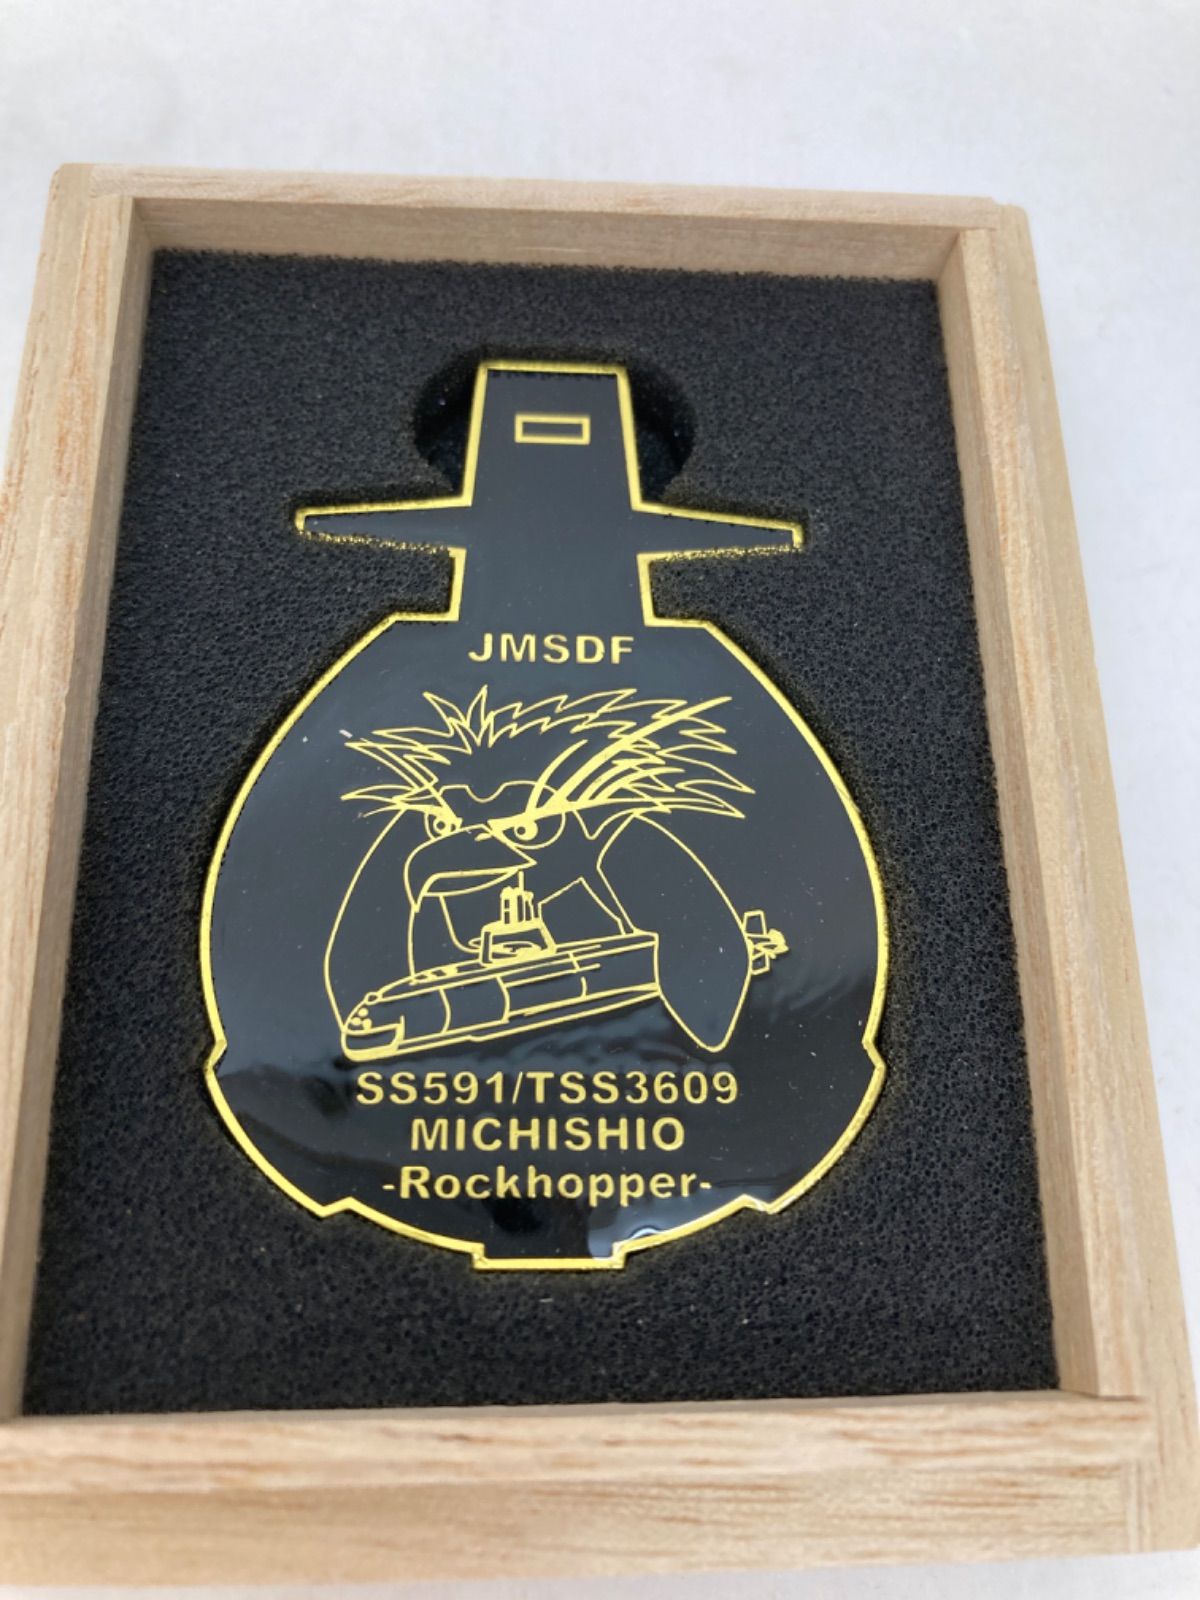 JMSDF
SS591/TSS3609
MICHISHIO
-Rockhopper-